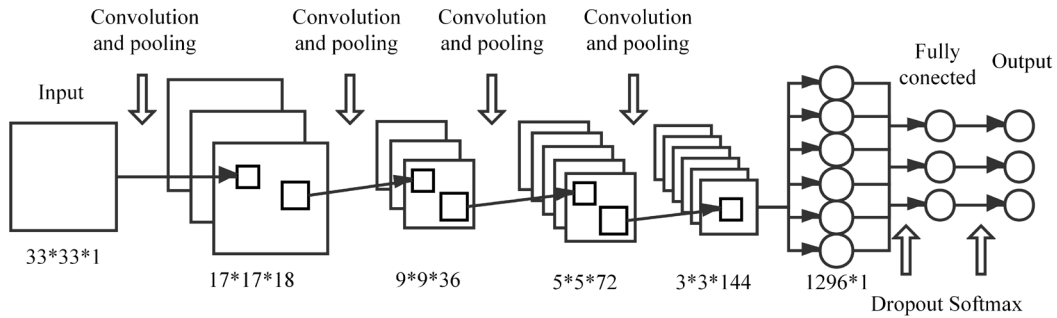 Convolution
and pooling
Convolution
and pooling
Convolution
and pooling
Convolution
and pooling
Fully
conected
Output
Input
33*33*1
17*17*18
9*9*36
5*5*72
3*3*144
1296*1
Dropout Softmax